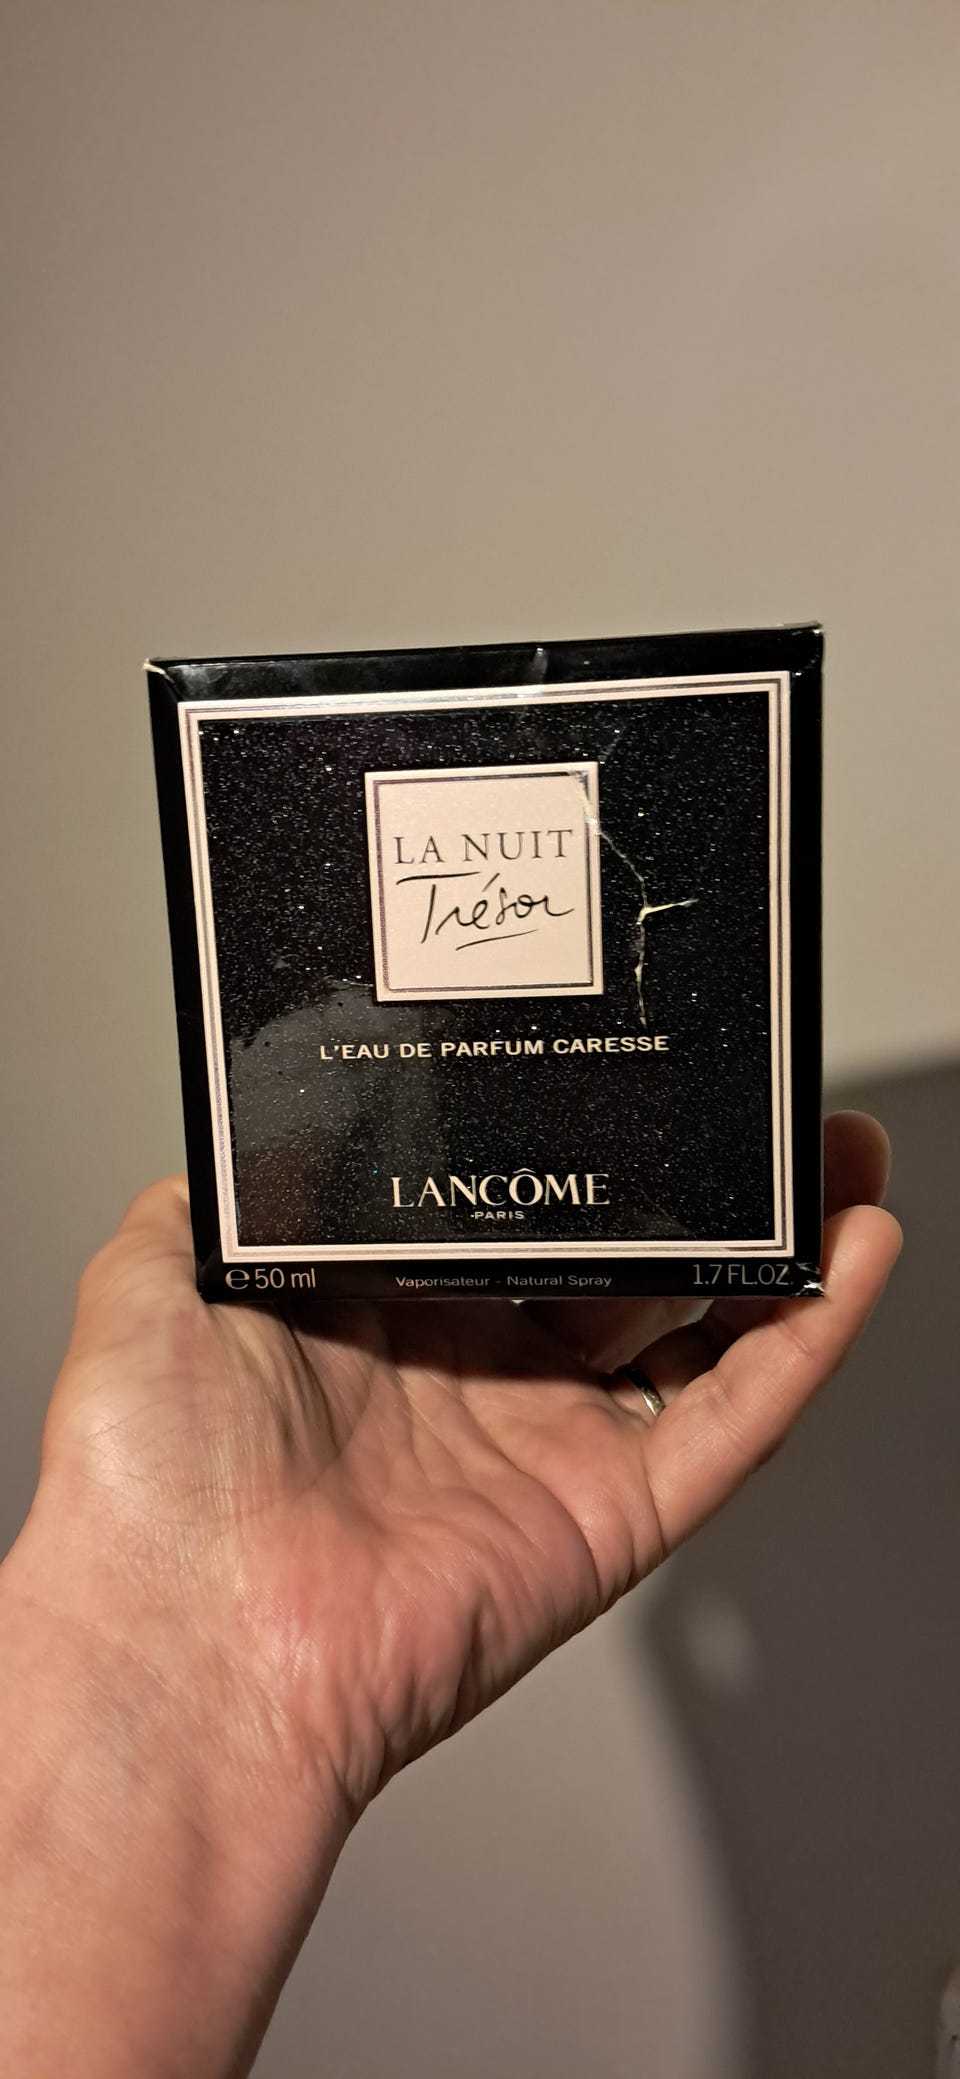 LA NUIT
Trésor
L'EAU DE PARFUM CARESSE
LANCÔME
-PARIS
℮50 ml Vaporisateur - Natural Spray 1.7 FL.OZ.